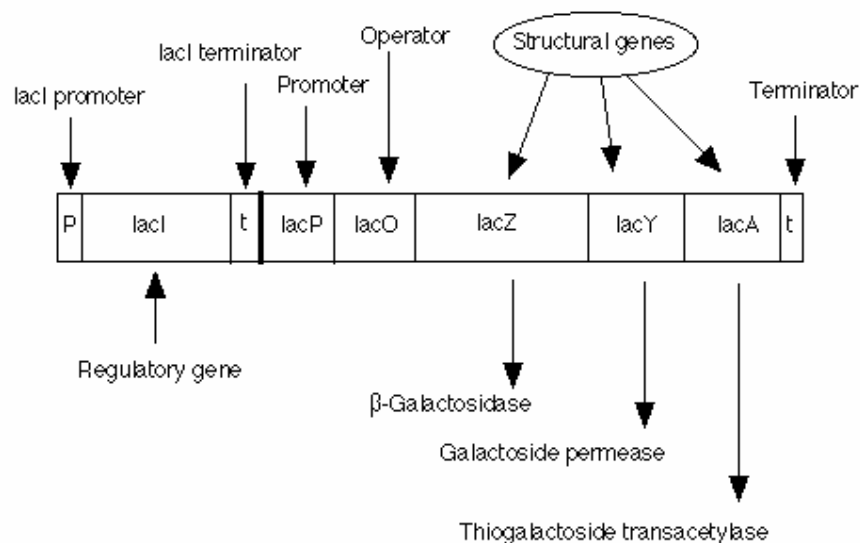 Operator
Structural genes
lacI terminator
lacI promoter
Promoter
Terminator
P
lacI
t
lacP
lacO
lacZ
lacY
lacA
t
Regulatory gene
β-Galactosidase
Galactoside permease
Thiogalactoside transacetylase